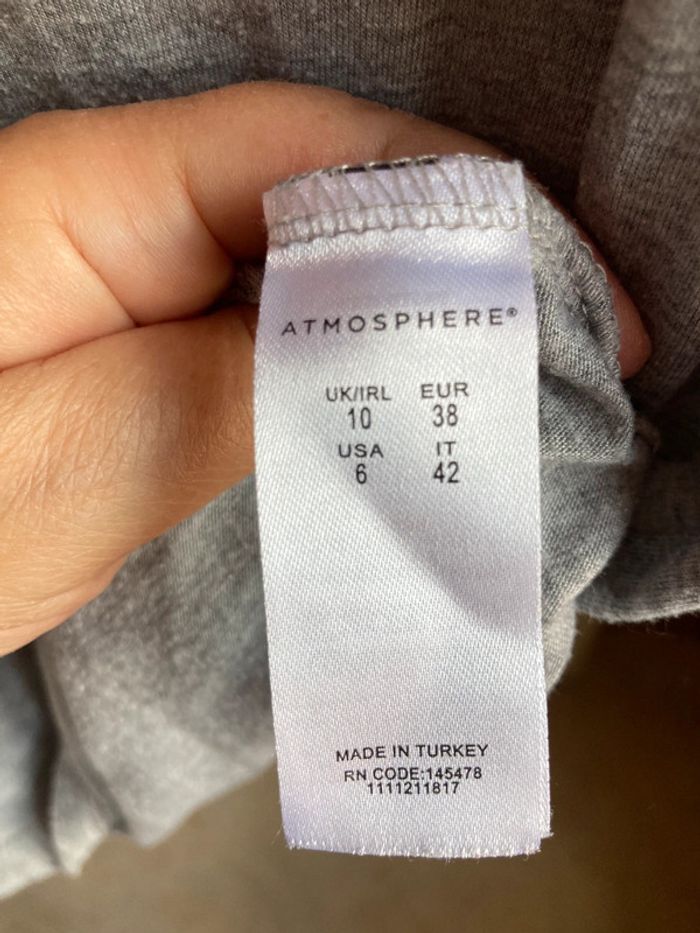 ATMOSPHERE®
UK/IRL EUR
10 38
USA IT
6 42
MADE IN TURKEY
RN CODE:145478
1111211817